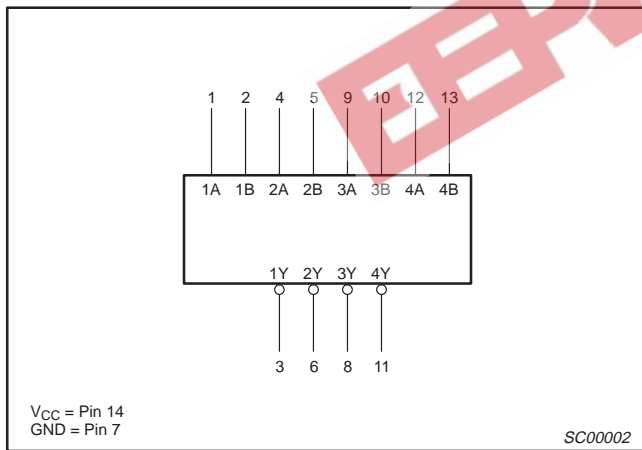 1 2 4 5 9 10 12 13
1A 1B 2A 2B 3A 3B 4A 4B
1Y 2Y 3Y 4Y
3 6 8 11
VCC = Pin 14
GND = Pin 7
SC00002